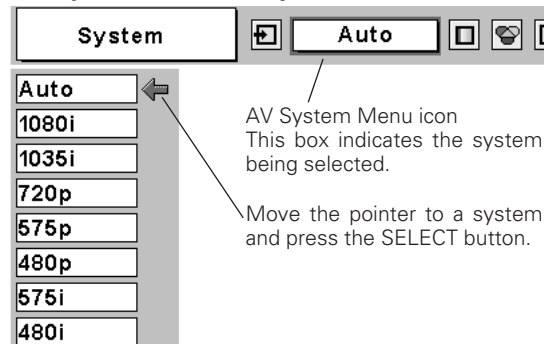 System
Auto
Auto
1080i
1035i
720p
575p
480p
575i
480i
AV System Menu icon
This box indicates the system
being selected.
Move the pointer to a system
and press the SELECT button.